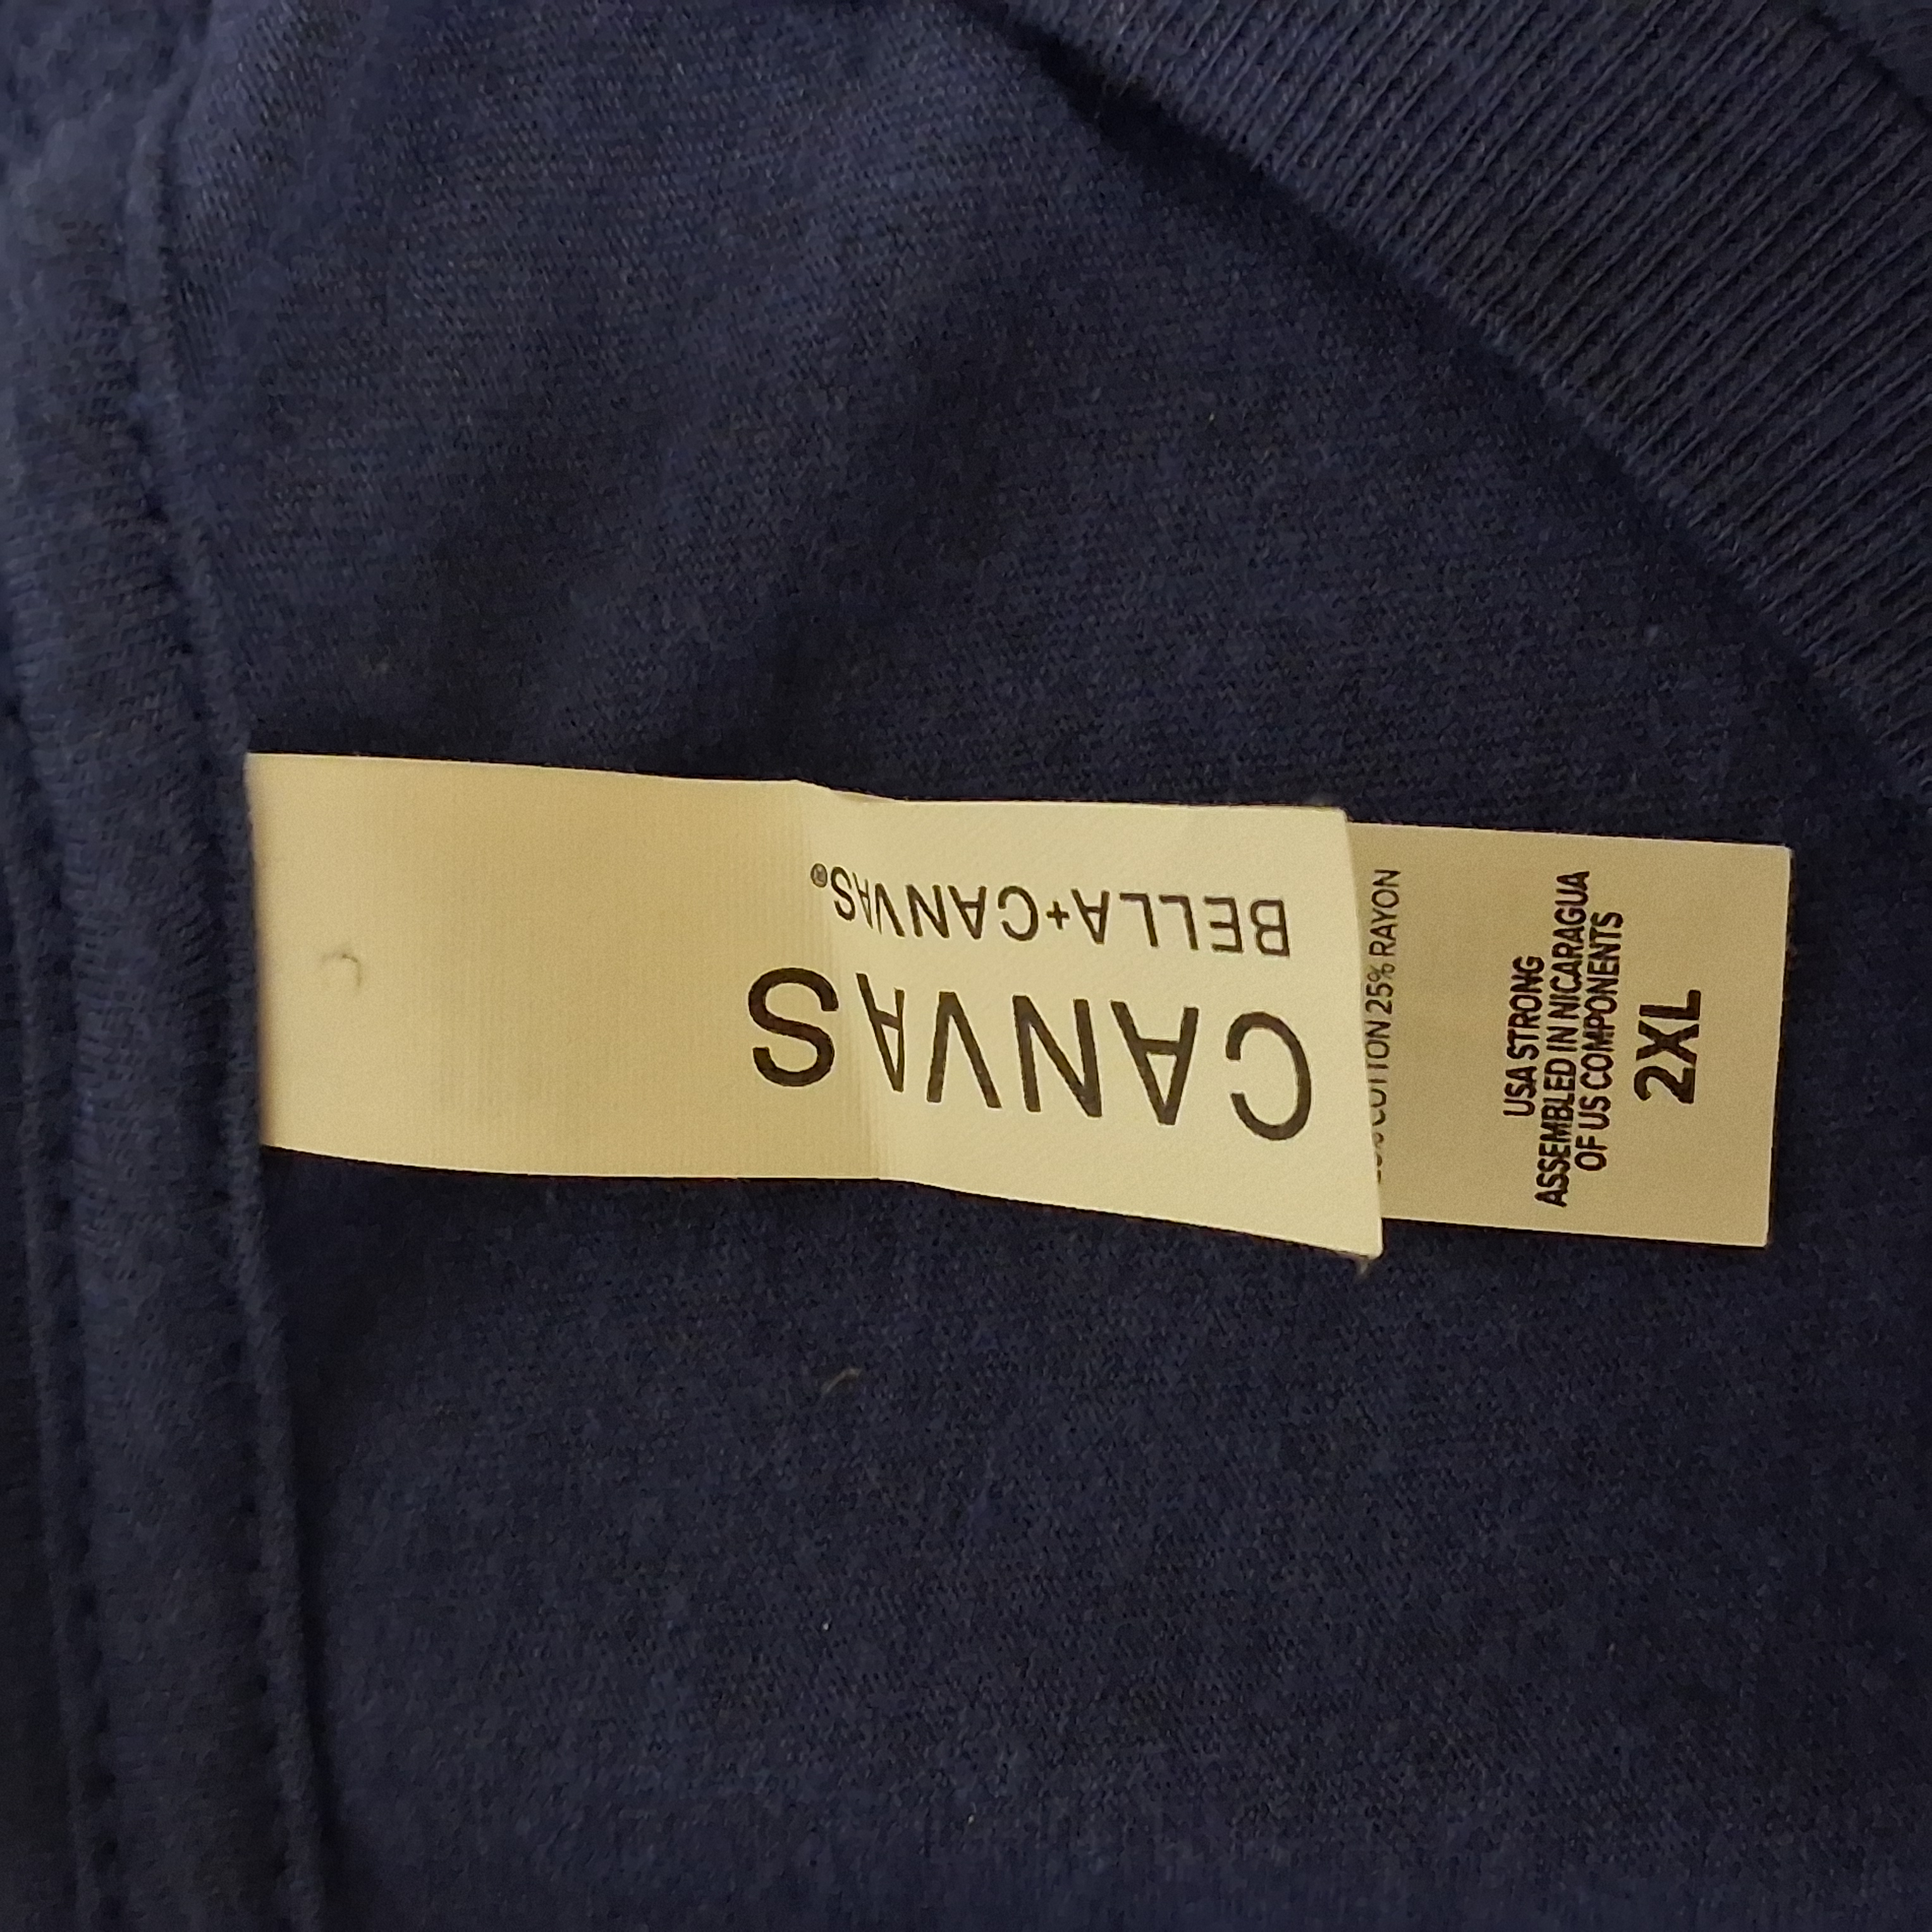 CANVAS
BELLA+CANVAS®
COTTON 25% RAYON
USA STRONG
ASSEMBLED IN NICARAGUA
OF US COMPONENTS
2XL